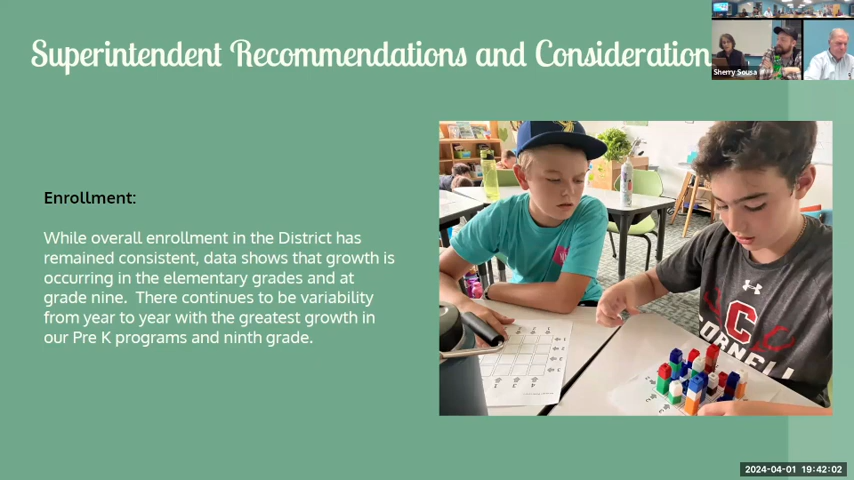 Superintendent Recommendations and Consideration
Sherry Sousa
Enrollment:
While overall enrollment in the District has
remained consistent, data shows that growth is
occurring in the elementary grades and at
grade nine.  There continues to be variability
from year to year with the greatest growth in
our Pre K programs and ninth grade.
C
CORNELL
2024-04-01 19:42:02